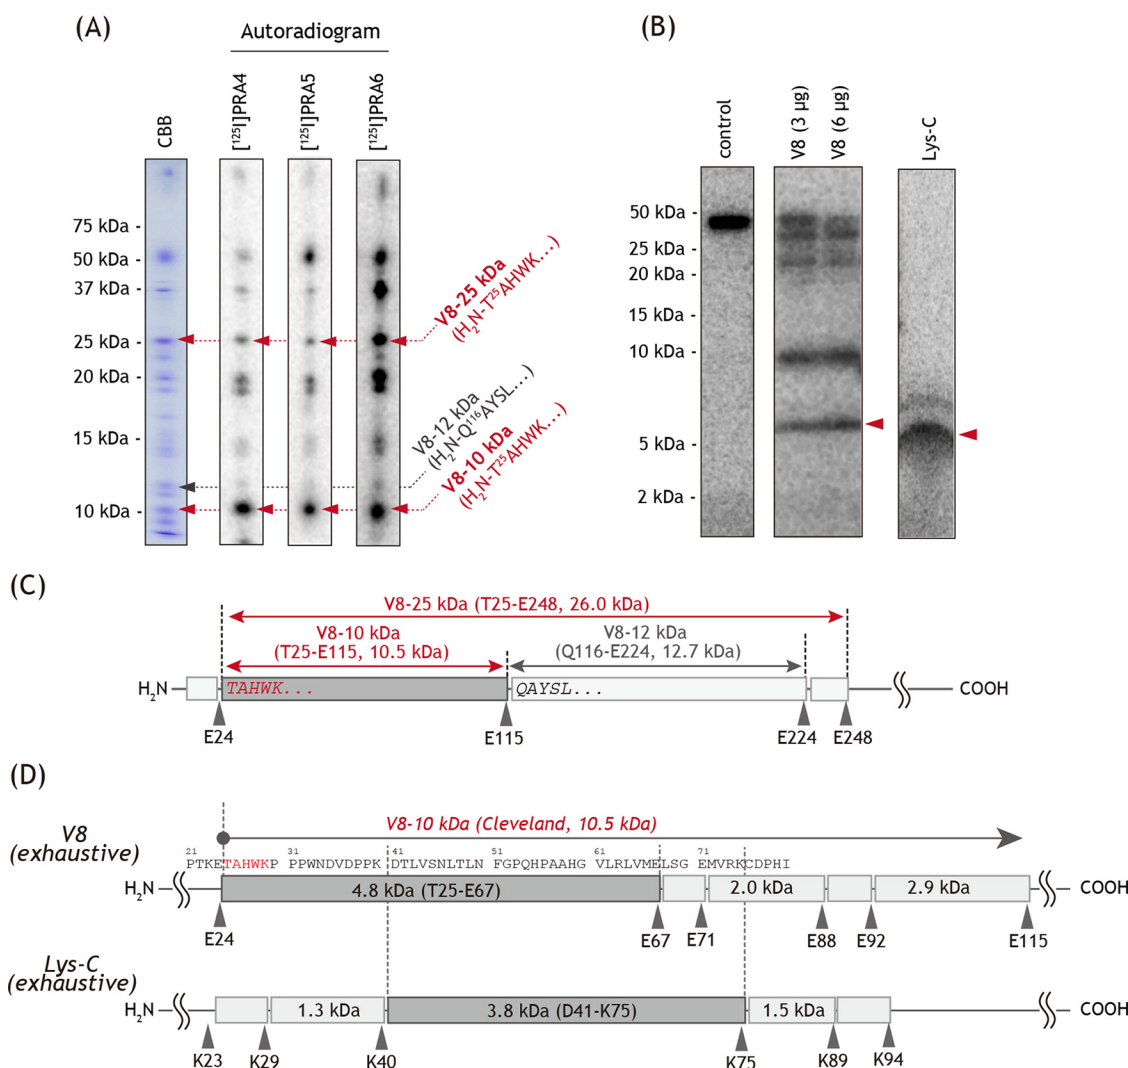 (A)
Autoradiogram
CBB
[¹²⁵I]PRA4
[¹²⁵I]PRA5
[¹²⁵I]PRA6
75 kDa -
50 kDa -
37 kDa -
25 kDa -
20 kDa -
15 kDa -
10 kDa -
V8-25 kDa
(H₂N-T²⁵AHWK...)
V8-12 kDa
(H₂N-Q¹¹⁶AYSL...)
V8-10 kDa
(H₂N-T²⁵AHWK...)
(B)
control
V8 (3 µg)
V8 (6 µg)
Lys-C
50 kDa -
25 kDa -
20 kDa -
15 kDa -
10 kDa -
5 kDa -
2 kDa -
(C)
V8-25 kDa (T25-E248, 26.0 kDa)
V8-10 kDa
(T25-E115, 10.5 kDa)
V8-12 kDa
(Q116-E224, 12.7 kDa)
H₂N
TAHWK...
QAYSL...
COOH
E24
E115
E224
E248
(D)
V8
(exhaustive)
V8-10 kDa (Cleveland, 10.5 kDa)
21 31 41 51 61 71
PTKETAHWKP PPWNDVDPPK DTLVSNLTLN FGPQHPAAHG VLRLVMELSG EMVRKCDPHI
H₂N
4.8 kDa (T25-E67)
2.0 kDa
2.9 kDa
COOH
E24
E67
E71
E88
E92
E115
Lys-C
(exhaustive)
H₂N
1.3 kDa
3.8 kDa (D41-K75)
1.5 kDa
COOH
K23
K29
K40
K75
K89
K94